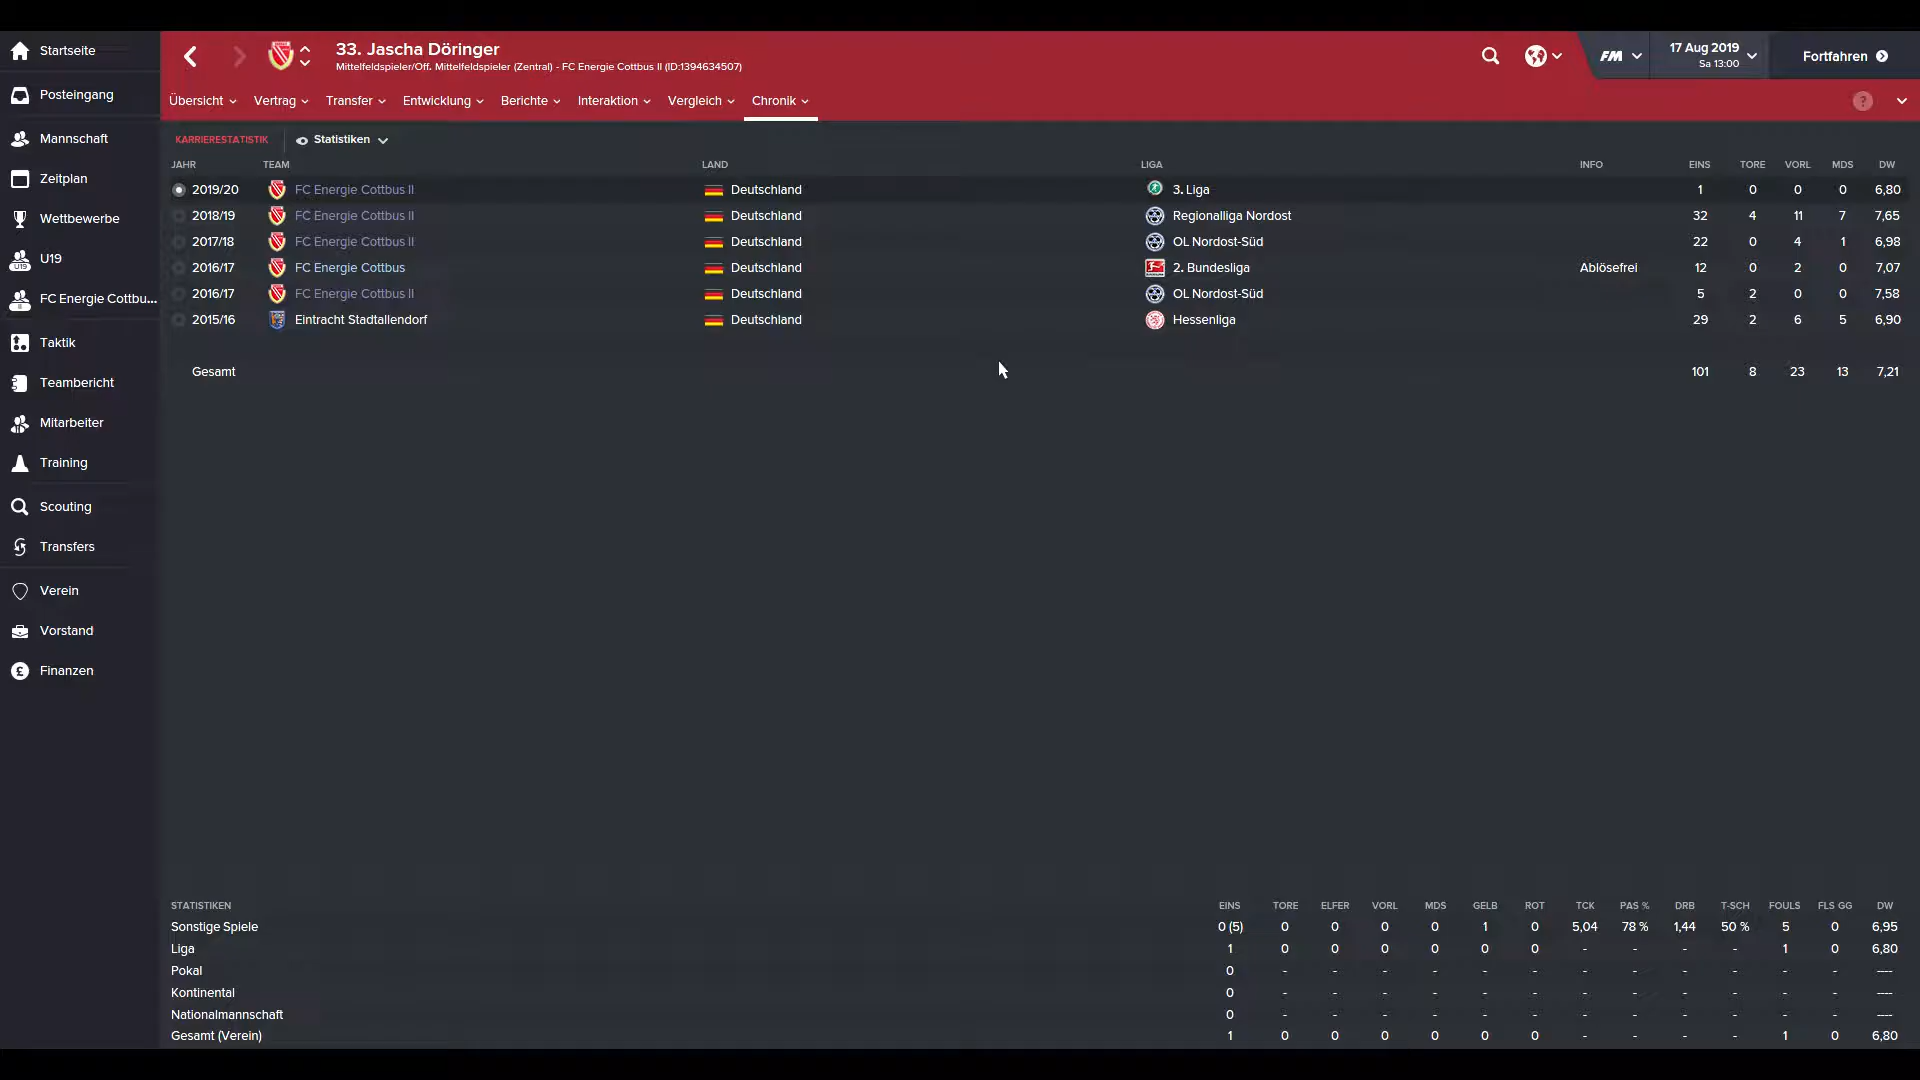 Startseite
Posteingang
Mannschaft
Zeitplan
Wettbewerbe
U19
U19
FC Energie Cottbu...
II
Taktik
Teambericht
Mitarbeiter
Training
Scouting
Transfers
Verein
Vorstand
Finanzen
33. Jascha Döringer
Mittelfeldspieler/Off. Mittelfeldspieler (Zentral) - FC Energie Cottbus II (ID:1394634507)
FM
17 Aug 2019
Sa 13:00
Fortfahren
Übersicht Vertrag Transfer Entwicklung Berichte Interaktion Vergleich Chronik ?
KARRIERESTATISTIK Statistiken
JAHR TEAM LAND LIGA INFO EINS TORE VORL MDS DW
2019/20 FC Energie Cottbus II Deutschland 3. Liga 1 0 0 0 6,80
2018/19 FC Energie Cottbus II Deutschland Regionalliga Nordost 32 4 11 7 7,65
2017/18 FC Energie Cottbus II Deutschland OL Nordost-Süd 22 0 4 1 6,98
2016/17 FC Energie Cottbus Deutschland 2. Bundesliga Ablösefrei 12 0 2 0 7,07
2016/17 FC Energie Cottbus II Deutschland OL Nordost-Süd 5 2 0 0 7,58
2015/16 Eintracht Stadtallendorf Deutschland Hessenliga 29 2 6 5 6,90
Gesamt 101 8 23 13 7,21
STATISTIKEN EINS TORE ELFER VORL MDS GELB ROT TCK PAS % DRB T-SCH FOULS FLS GG DW
Sonstige Spiele 0 (5) 0 0 0 0 1 0 5,04 78 % 1,44 50 % 5 0 6,95
Liga 1 0 0 0 0 0 0 - - - - 1 0 6,80
Pokal 0 - - - - - - - - - - - - ----
Kontinental 0 - - - - - - - - - - - - ----
Nationalmannschaft 0 - - - - - - - - - - - - ----
Gesamt (Verein) 1 0 0 0 0 0 0 - - - - 1 0 6,80